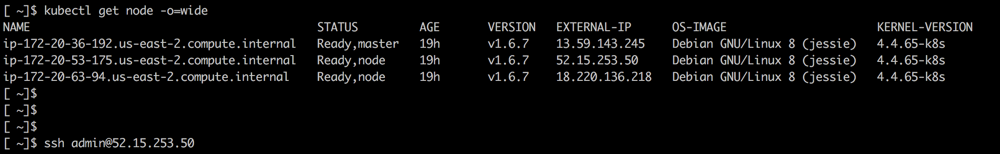 [ ~]$ kubectl get node -o=wide
NAME STATUS AGE VERSION EXTERNAL-IP OS-IMAGE KERNEL-VERSION
ip-172-20-36-192.us-east-2.compute.internal Ready,master 19h v1.6.7 13.59.143.245 Debian GNU/Linux 8 (jessie) 4.4.65-k8s
ip-172-20-53-175.us-east-2.compute.internal Ready,node 19h v1.6.7 52.15.253.50 Debian GNU/Linux 8 (jessie) 4.4.65-k8s
ip-172-20-63-94.us-east-2.compute.internal Ready,node 19h v1.6.7 18.220.136.218 Debian GNU/Linux 8 (jessie) 4.4.65-k8s
[ ~]$
[ ~]$
[ ~]$
[ ~]$ ssh admin@52.15.253.50